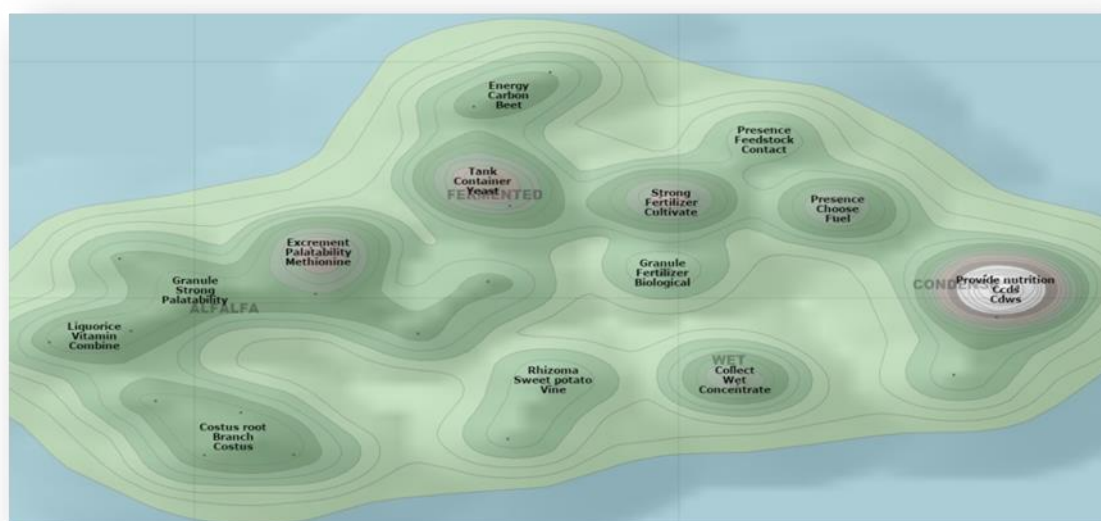 Energy
Carbon
Beet
Presence
Feedstock
Contact
Tank
Container
Yeast
FERMENTED
Strong
Fertilizer
Cultivate
Presence
Choose
Fuel
Excrement
Palatability
Methionine
Granule
Fertilizer
Biological
Granule
Strong
Palatability
ALFALFA
Provide nutrition
Ccds
Cdws
Liquorice
Vitamin
Combine
WET
Collect
Wet
Concentrate
Rhizoma
Sweet potato
Vine
Costus root
Branch
Costus